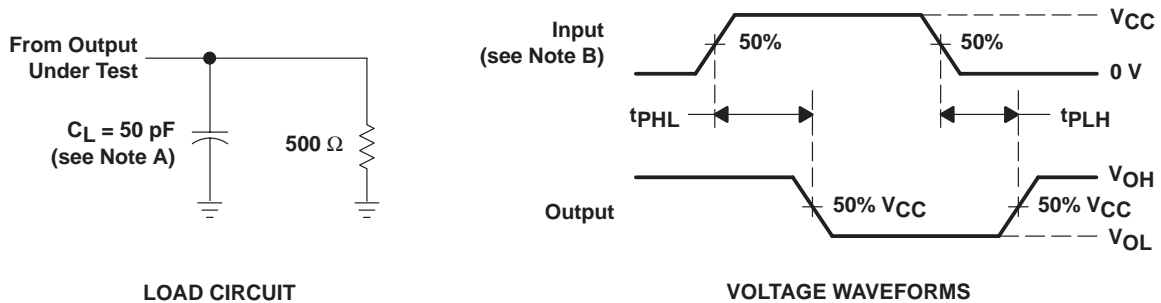 From Output
Under Test
CL = 50 pF
(see Note A)
500 Ω
LOAD CIRCUIT
Input
(see Note B)
50%
50%
VCC
0 V
tPHL
tPLH
Output
50% VCC
50% VCC
VOH
VOL
VOLTAGE WAVEFORMS